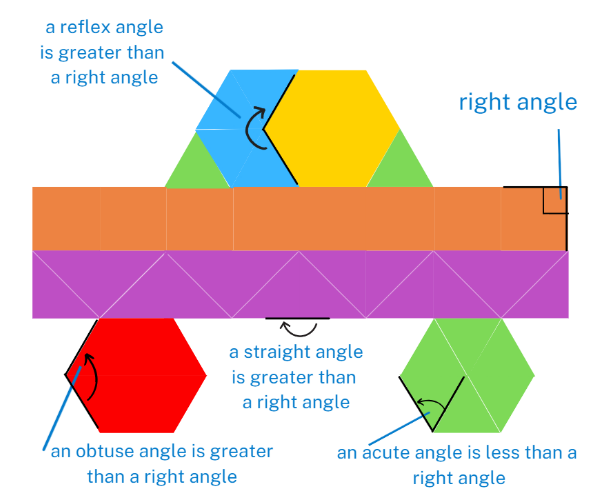 a reflex angle
is greater than
a right angle
right angle
a straight angle
is greater than
a right angle
an obtuse angle is greater
than a right angle
an acute angle is less than a
right angle